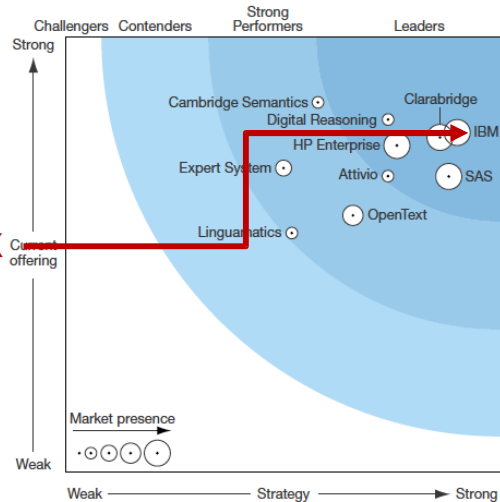 Challengers Contenders Strong Performers Leaders
Strong
Clarabridge
Cambridge Semantics
Digital Reasoning
IBM
HP Enterprise
Expert System
Attivio
SAS
OpenText
Linguamatics
Current offering
Market presence
Weak
Weak Strategy Strong